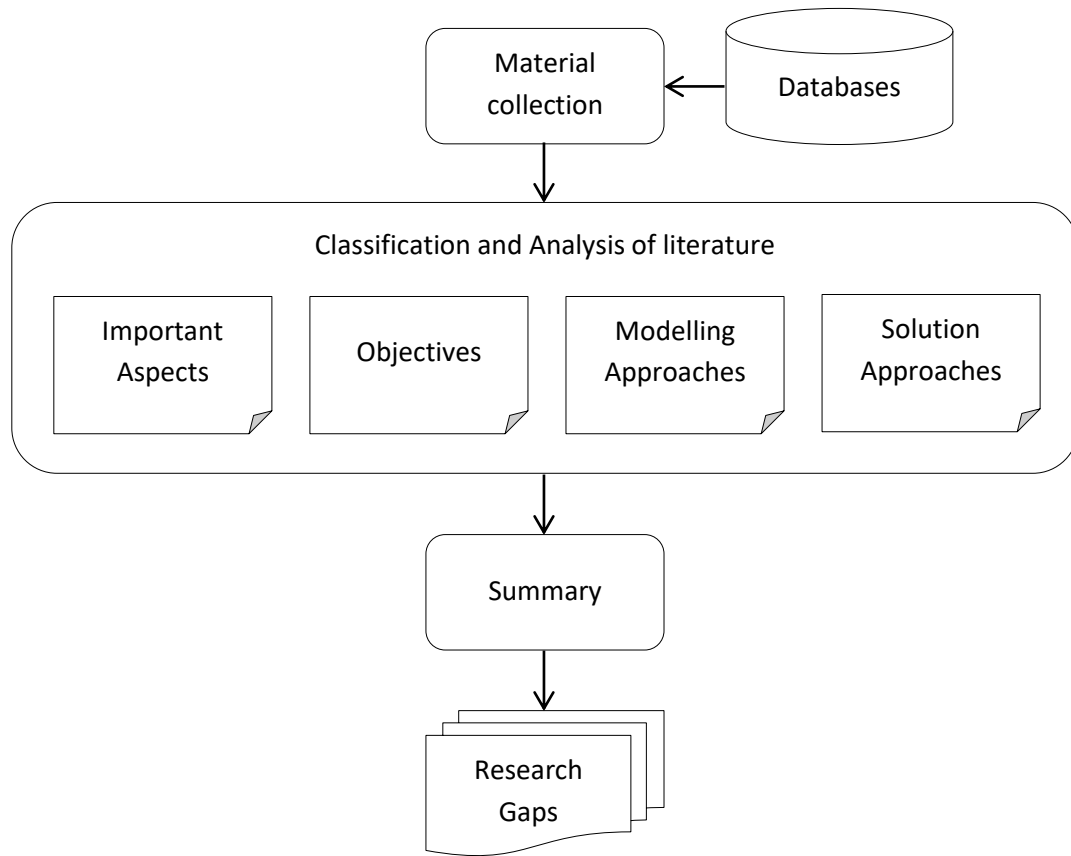 Material
collection
Databases
Classification and Analysis of literature
Important
Aspects
Objectives
Modelling
Approaches
Solution
Approaches
Summary
Research
Gaps